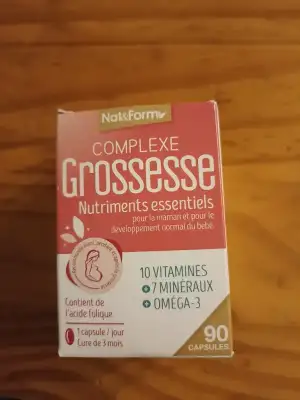 Nat&Form
COMPLEXE
Grossesse
Nutriments essentiels
pour la maman et pour le
développement normal du bébé
10 VITAMINES
+7 MINÉRAUX
+ OMÉGA-3
Contient de
l'acide folique
1 capsule / jour
Cure de 3 mois
90
CAPSULES